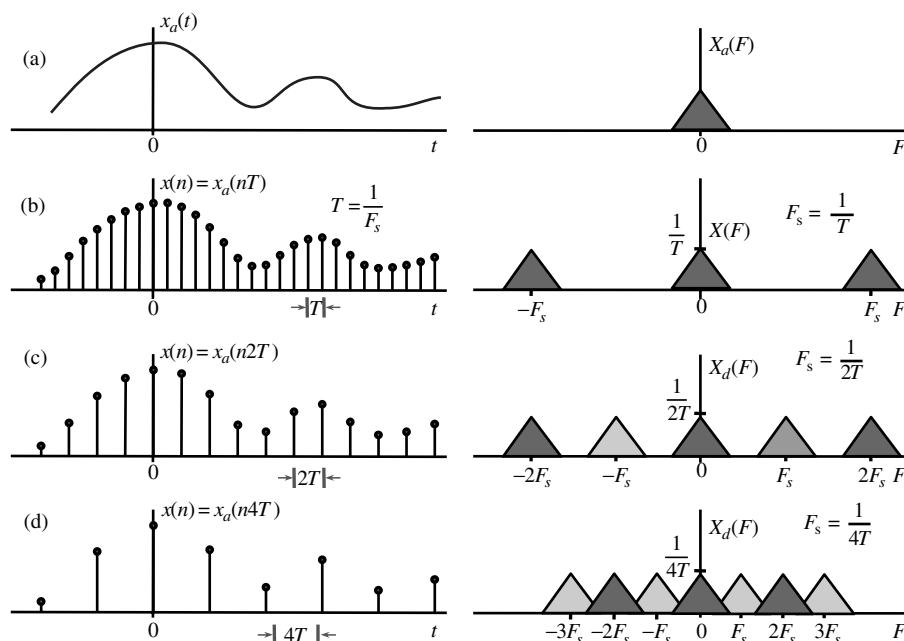 (a)
x_a(t)
0
t
X_a(F)
0
F
(b)
x(n) = x_a(nT)
T = 1/F_s
0
T
t
1/T
X(F)
F_s = 1/T
−F_s
0
F_s
F
(c)
x(n) = x_a(n2T)
0
2T
t
1/2T
X_d(F)
F_s = 1/2T
−2F_s
−F_s
0
F_s
2F_s
F
(d)
x(n) = x_a(n4T)
0
4T
t
1/4T
X_d(F)
F_s = 1/4T
−3F_s
−2F_s
−F_s
0
F_s
2F_s
3F_s
F